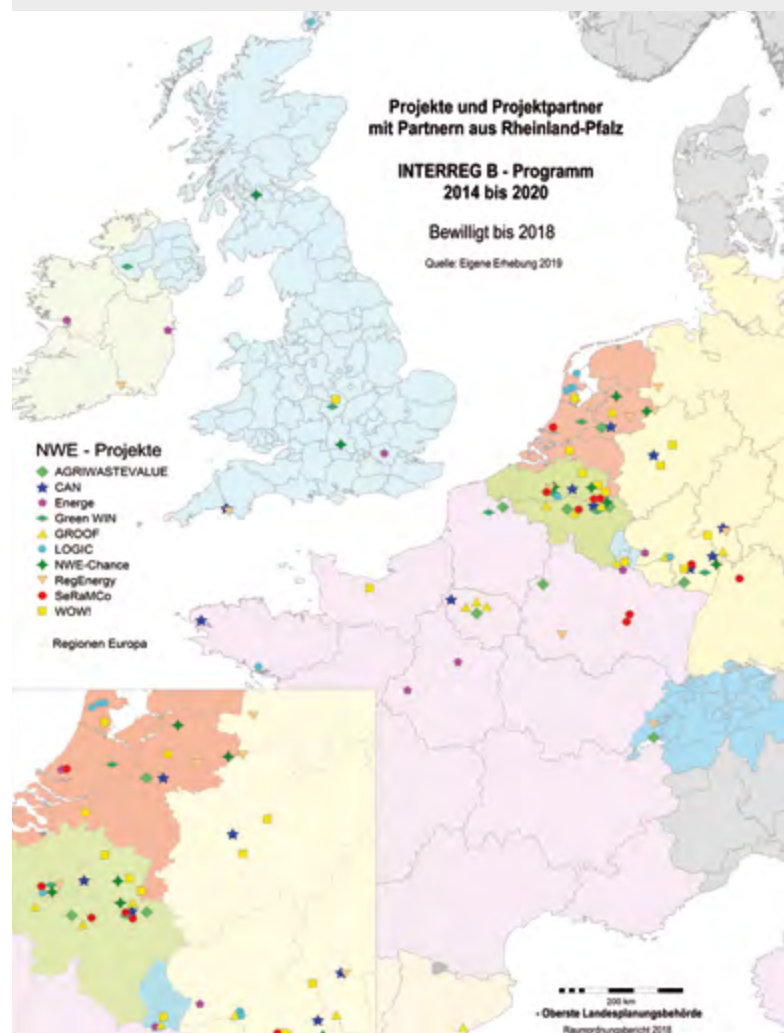 Projekte und Projektpartner
mit Partnern aus Rheinland-Pfalz
INTERREG B - Programm
2014 bis 2020
Bewilligt bis 2018
Quelle: Eigene Erhebung 2019
NWE - Projekte
AGRIWASTEVALUE
CAN
Energe
Green WIN
GROOF
LOGIC
NWE-Chance
RegEnergy
SeRaMCo
WOW!
Regionen Europa
200 km
- Oberste Landesplanungsbehörde
Raumordnungsbericht 2018